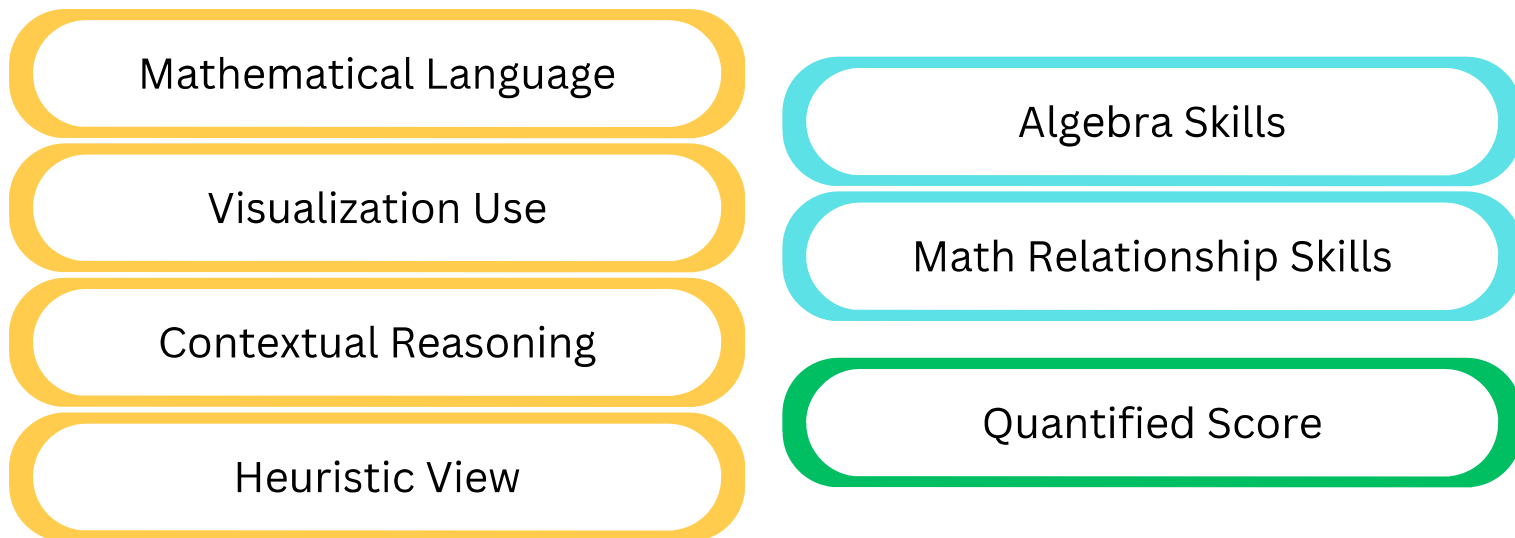 Mathematical Language
Visualization Use
Contextual Reasoning
Heuristic View
Algebra Skills
Math Relationship Skills
Quantified Score